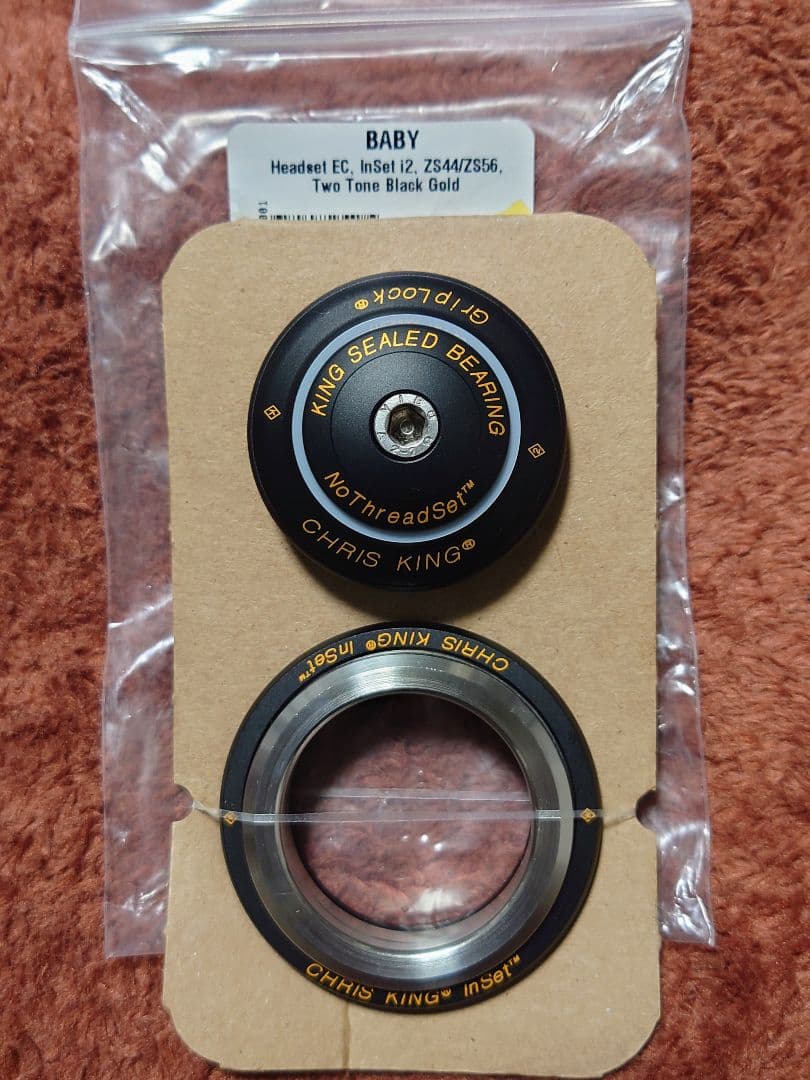 BABY
Headset EC, InSet i2, ZS44/ZS56,
Two Tone Black Gold
001
GripLock®
KING SEALED BEARING
NoThreadSet™
CHRIS KING®
CHRIS KING® InSet™
CHRIS KING® InSet™